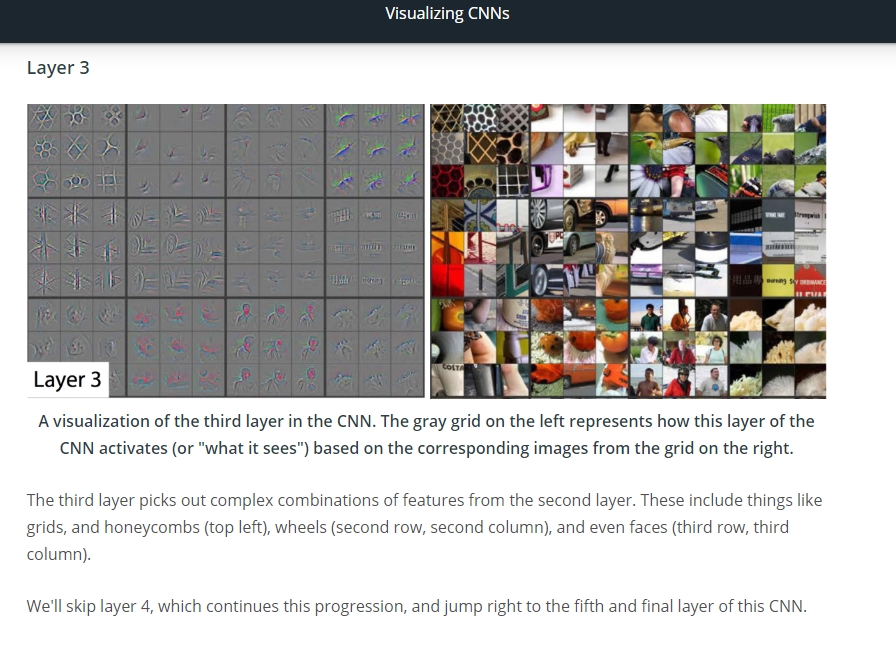 Visualizing CNNs
Layer 3
Layer 3
A visualization of the third layer in the CNN. The gray grid on the left represents how this layer of the
CNN activates (or "what it sees") based on the corresponding images from the grid on the right.
The third layer picks out complex combinations of features from the second layer. These include things like
grids, and honeycombs (top left), wheels (second row, second column), and even faces (third row, third
column).
We'll skip layer 4, which continues this progression, and jump right to the fifth and final layer of this CNN.